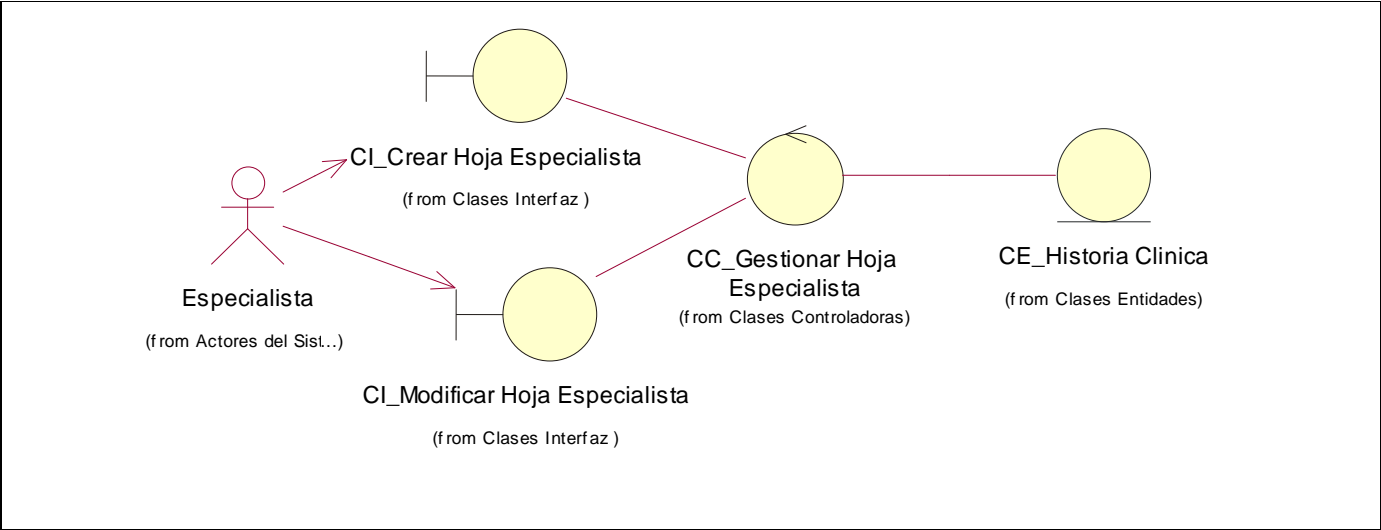 CI_Crear Hoja Especialista
(from Clases Interfaz )
Especialista
(from Actores del Sist...)
CI_Modificar Hoja Especialista
(from Clases Interfaz )
CC_Gestionar Hoja
Especialista
(from Clases Controladoras)
CE_Historia Clinica
(from Clases Entidades)